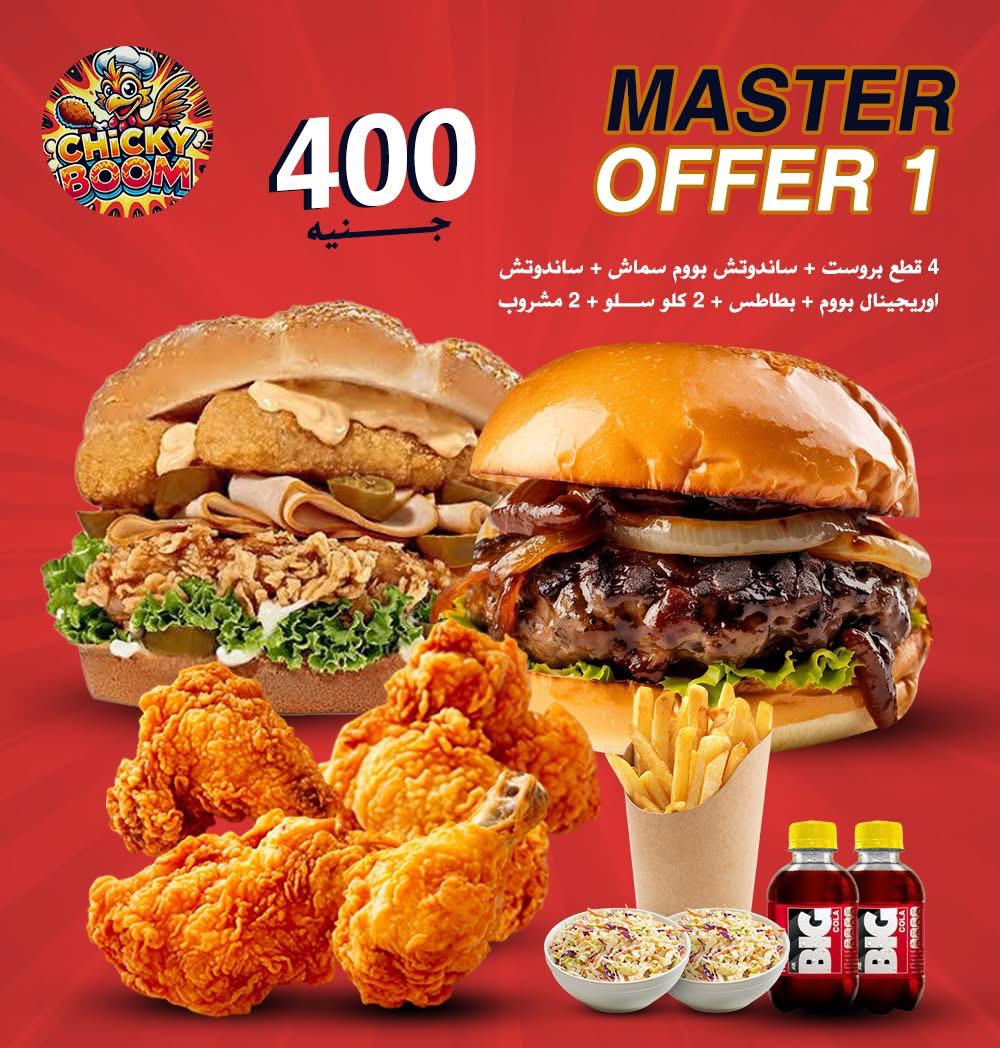 CHICKY
BOOM
400
جنيه
MASTER
OFFER 1
4 قطع بروست + ساندوتش بووم سماش + ساندوتش
اوريجينال بووم + بطاطس + 2 كلو سلو + 2 مشروب
BIG
COLA
BIG
COLA